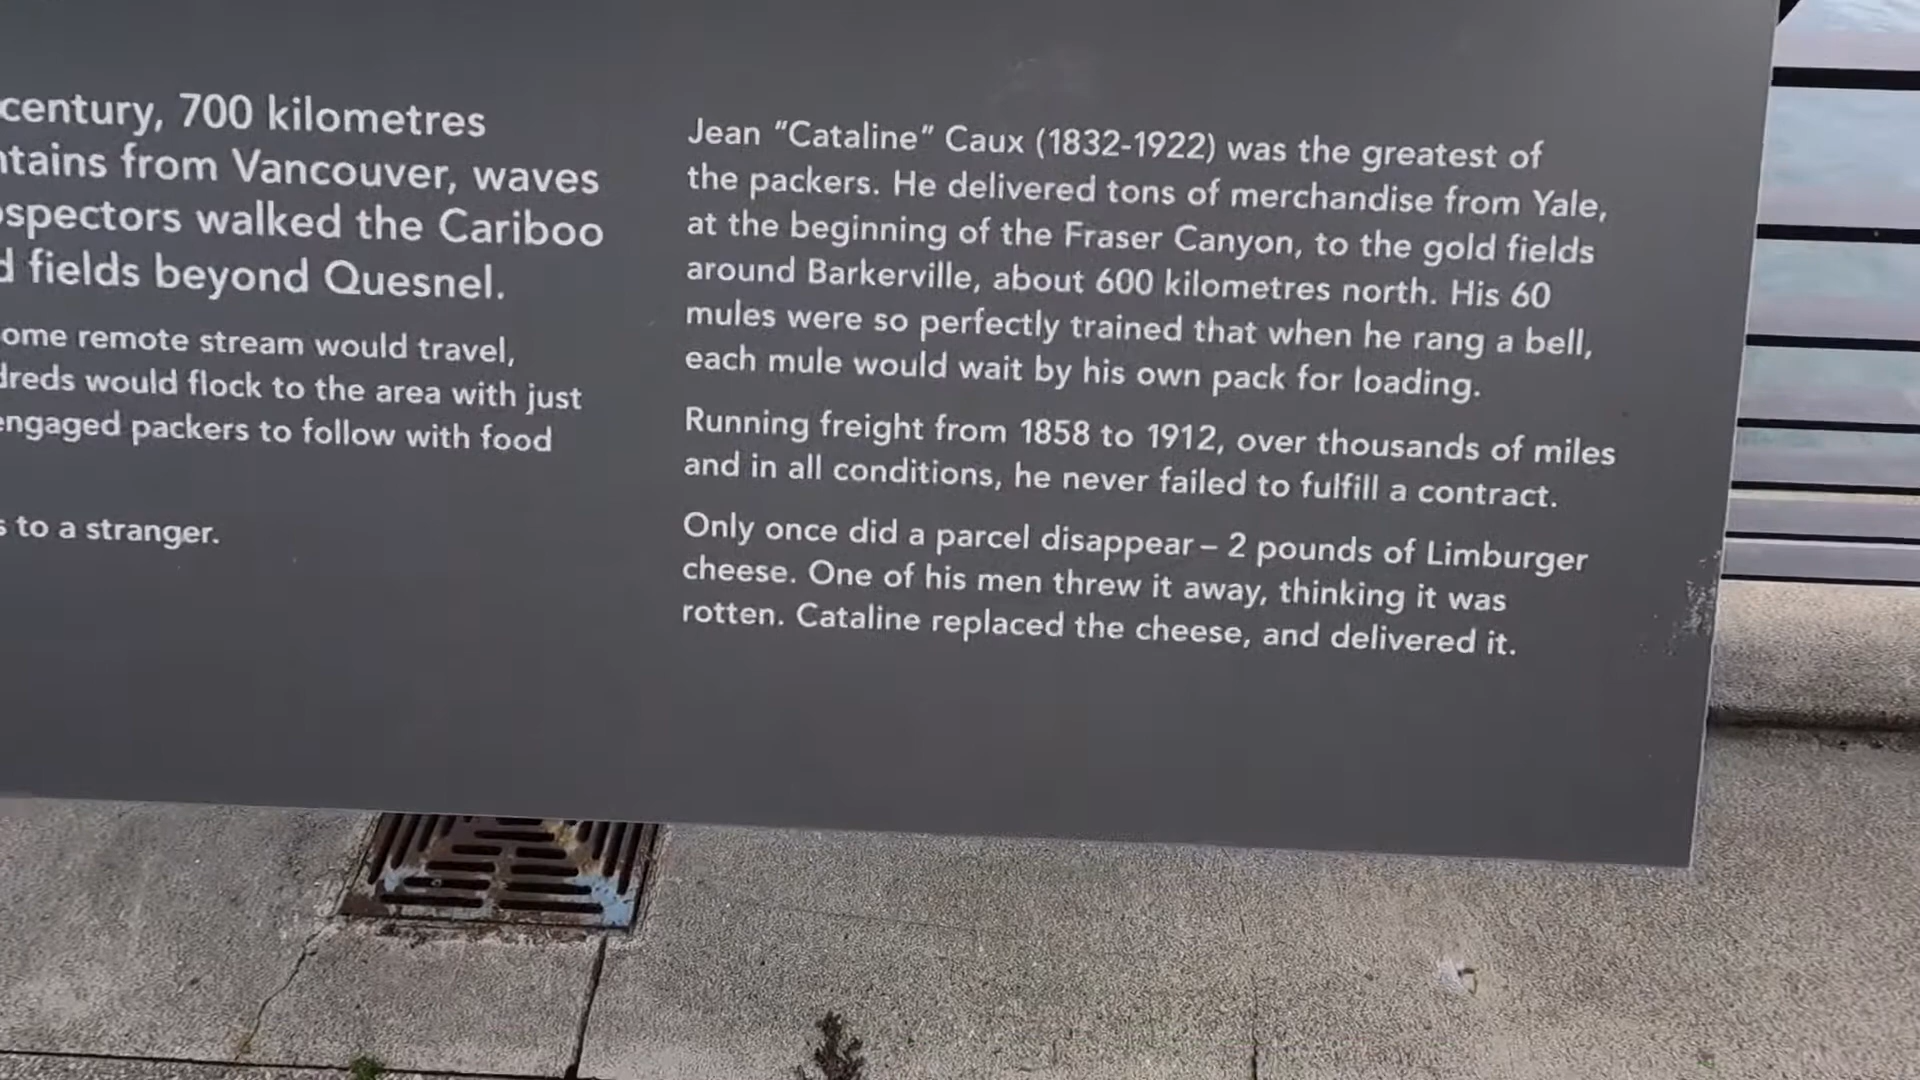 century, 700 kilometres
from Vancouver, waves
walked the Cariboo
fields beyond Quesnel.
remote stream would travel,
would flock to the area with just
engaged packers to follow with food
to a stranger.
Jean "Cataline" Caux (1832-1922) was the greatest of
the packers. He delivered tons of merchandise from Yale,
at the beginning of the Fraser Canyon, to the gold fields
around Barkerville, about 600 kilometres north. His 60
mules were so perfectly trained that when he rang a bell,
each mule would wait by his own pack for loading.
Running freight from 1858 to 1912, over thousands of miles
and in all conditions, he never failed to fulfill a contract.
Only once did a parcel disappear – 2 pounds of Limburger
cheese. One of his men threw it away, thinking it was
rotten. Cataline replaced the cheese, and delivered it.